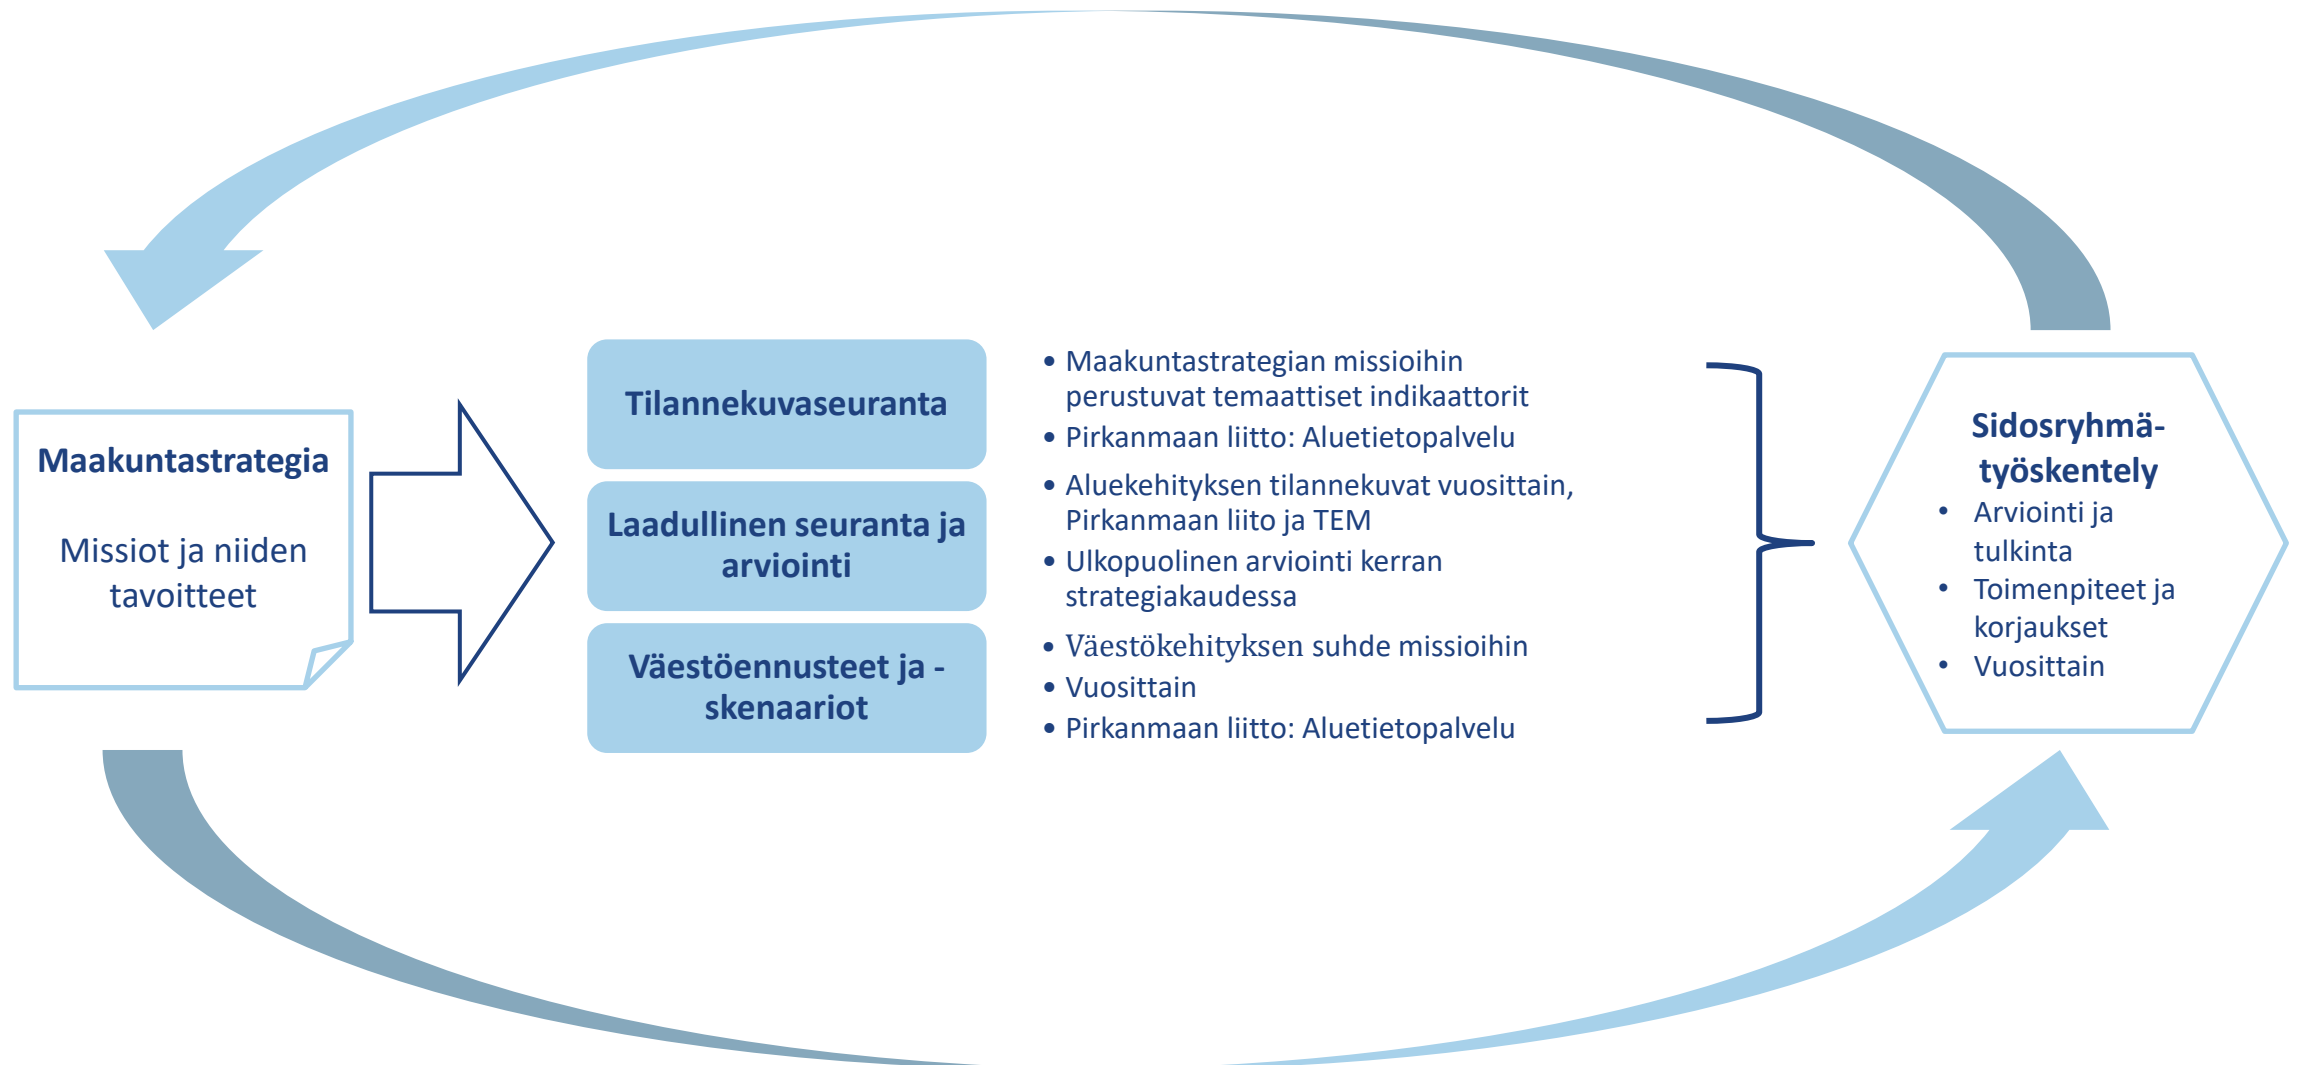 Maakuntastrategia
Missiot ja niiden
tavoitteet
Tilannekuvaseuranta
• Maakuntastrategian missioihin
perustuvat temaattiset indikaattorit
• Pirkanmaan liitto: Aluetietopalvelu
Laadullinen seuranta ja
arviointi
• Aluekehityksen tilannekuvat vuosittain,
Pirkanmaan liito ja TEM
• Ulkopuolinen arviointi kerran
strategiakaudessa
Väestöennusteet ja -
skenaariot
• Väestökehityksen suhde missioihin
• Vuosittain
• Pirkanmaan liitto: Aluetietopalvelu
Sidosryhmä-
työskentely
• Arviointi ja
tulkinta
• Toimenpiteet ja
korjaukset
• Vuosittain